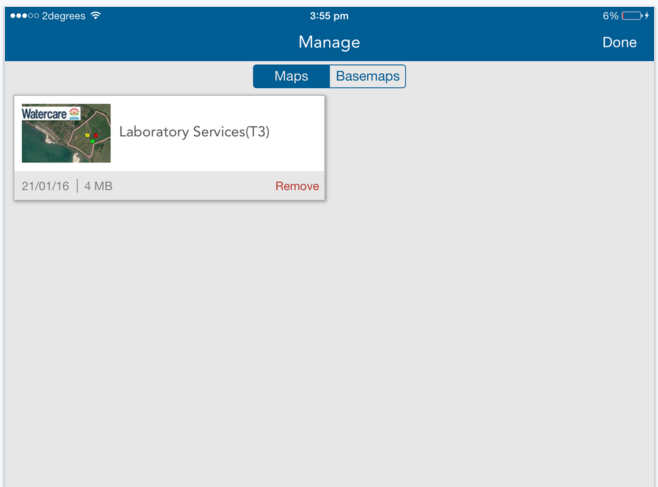 2degrees 3:55 pm 6%
Manage Done
Maps Basemaps
Watercare
Laboratory Services(T3)
21/01/16 | 4 MB Remove